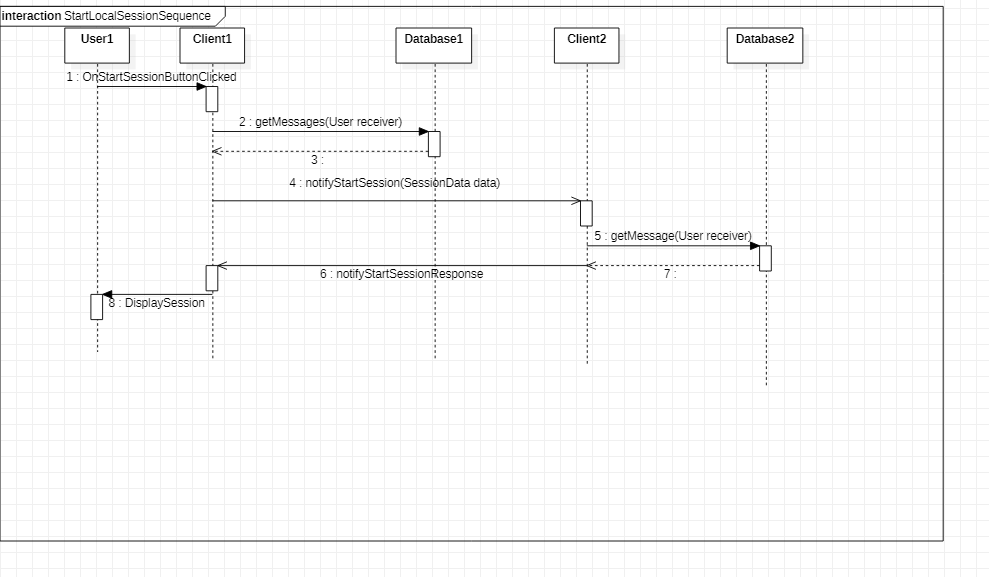 interaction StartLocalSessionSequence
User1
Client1
Database1
Client2
Database2
1 : OnStartSessionButtonClicked
2 : getMessages(User receiver)
3 :
4 : notifyStartSession(SessionData data)
5 : getMessage(User receiver)
6 : notifyStartSessionResponse
7 :
8 : DisplaySession